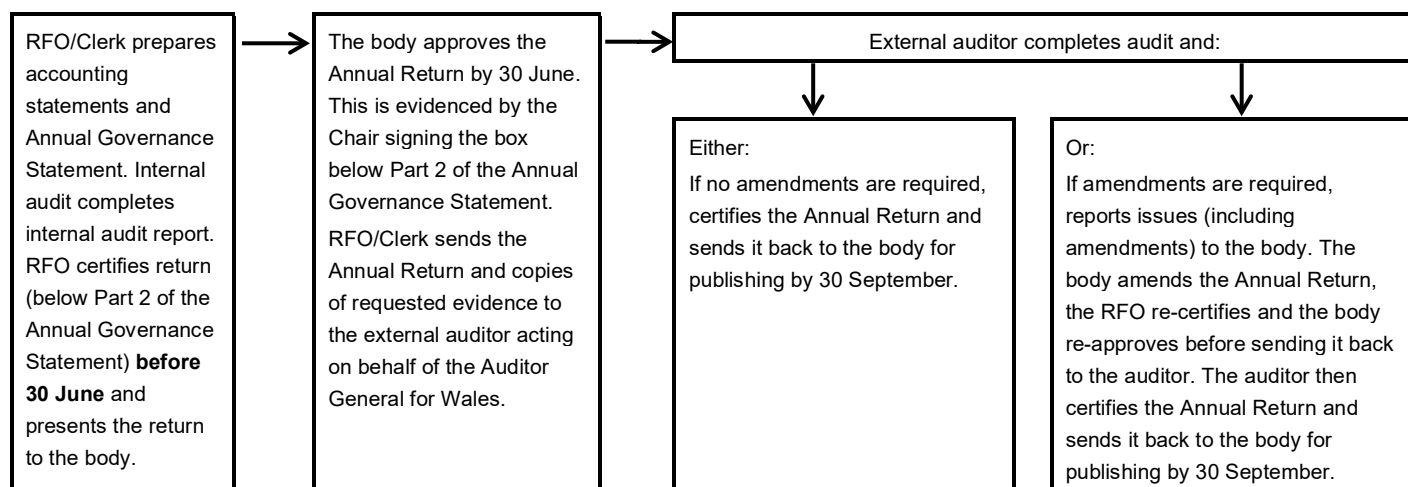 RFO/Clerk prepares
accounting
statements and
Annual Governance
Statement. Internal
audit completes
internal audit report.
RFO certifies return
(below Part 2 of the
Annual Governance
Statement) before
30 June and
presents the return
to the body.
The body approves the
Annual Return by 30 June.
This is evidenced by the
Chair signing the box
below Part 2 of the Annual
Governance Statement.
RFO/Clerk sends the
Annual Return and copies
of requested evidence to
the external auditor acting
on behalf of the Auditor
General for Wales.
External auditor completes audit and:
Either:
If no amendments are required,
certifies the Annual Return and
sends it back to the body for
publishing by 30 September.
Or:
If amendments are required,
reports issues (including
amendments) to the body. The
body amends the Annual Return,
the RFO re-certifies and the body
re-approves before sending it back
to the auditor. The auditor then
certifies the Annual Return and
sends it back to the body for
publishing by 30 September.